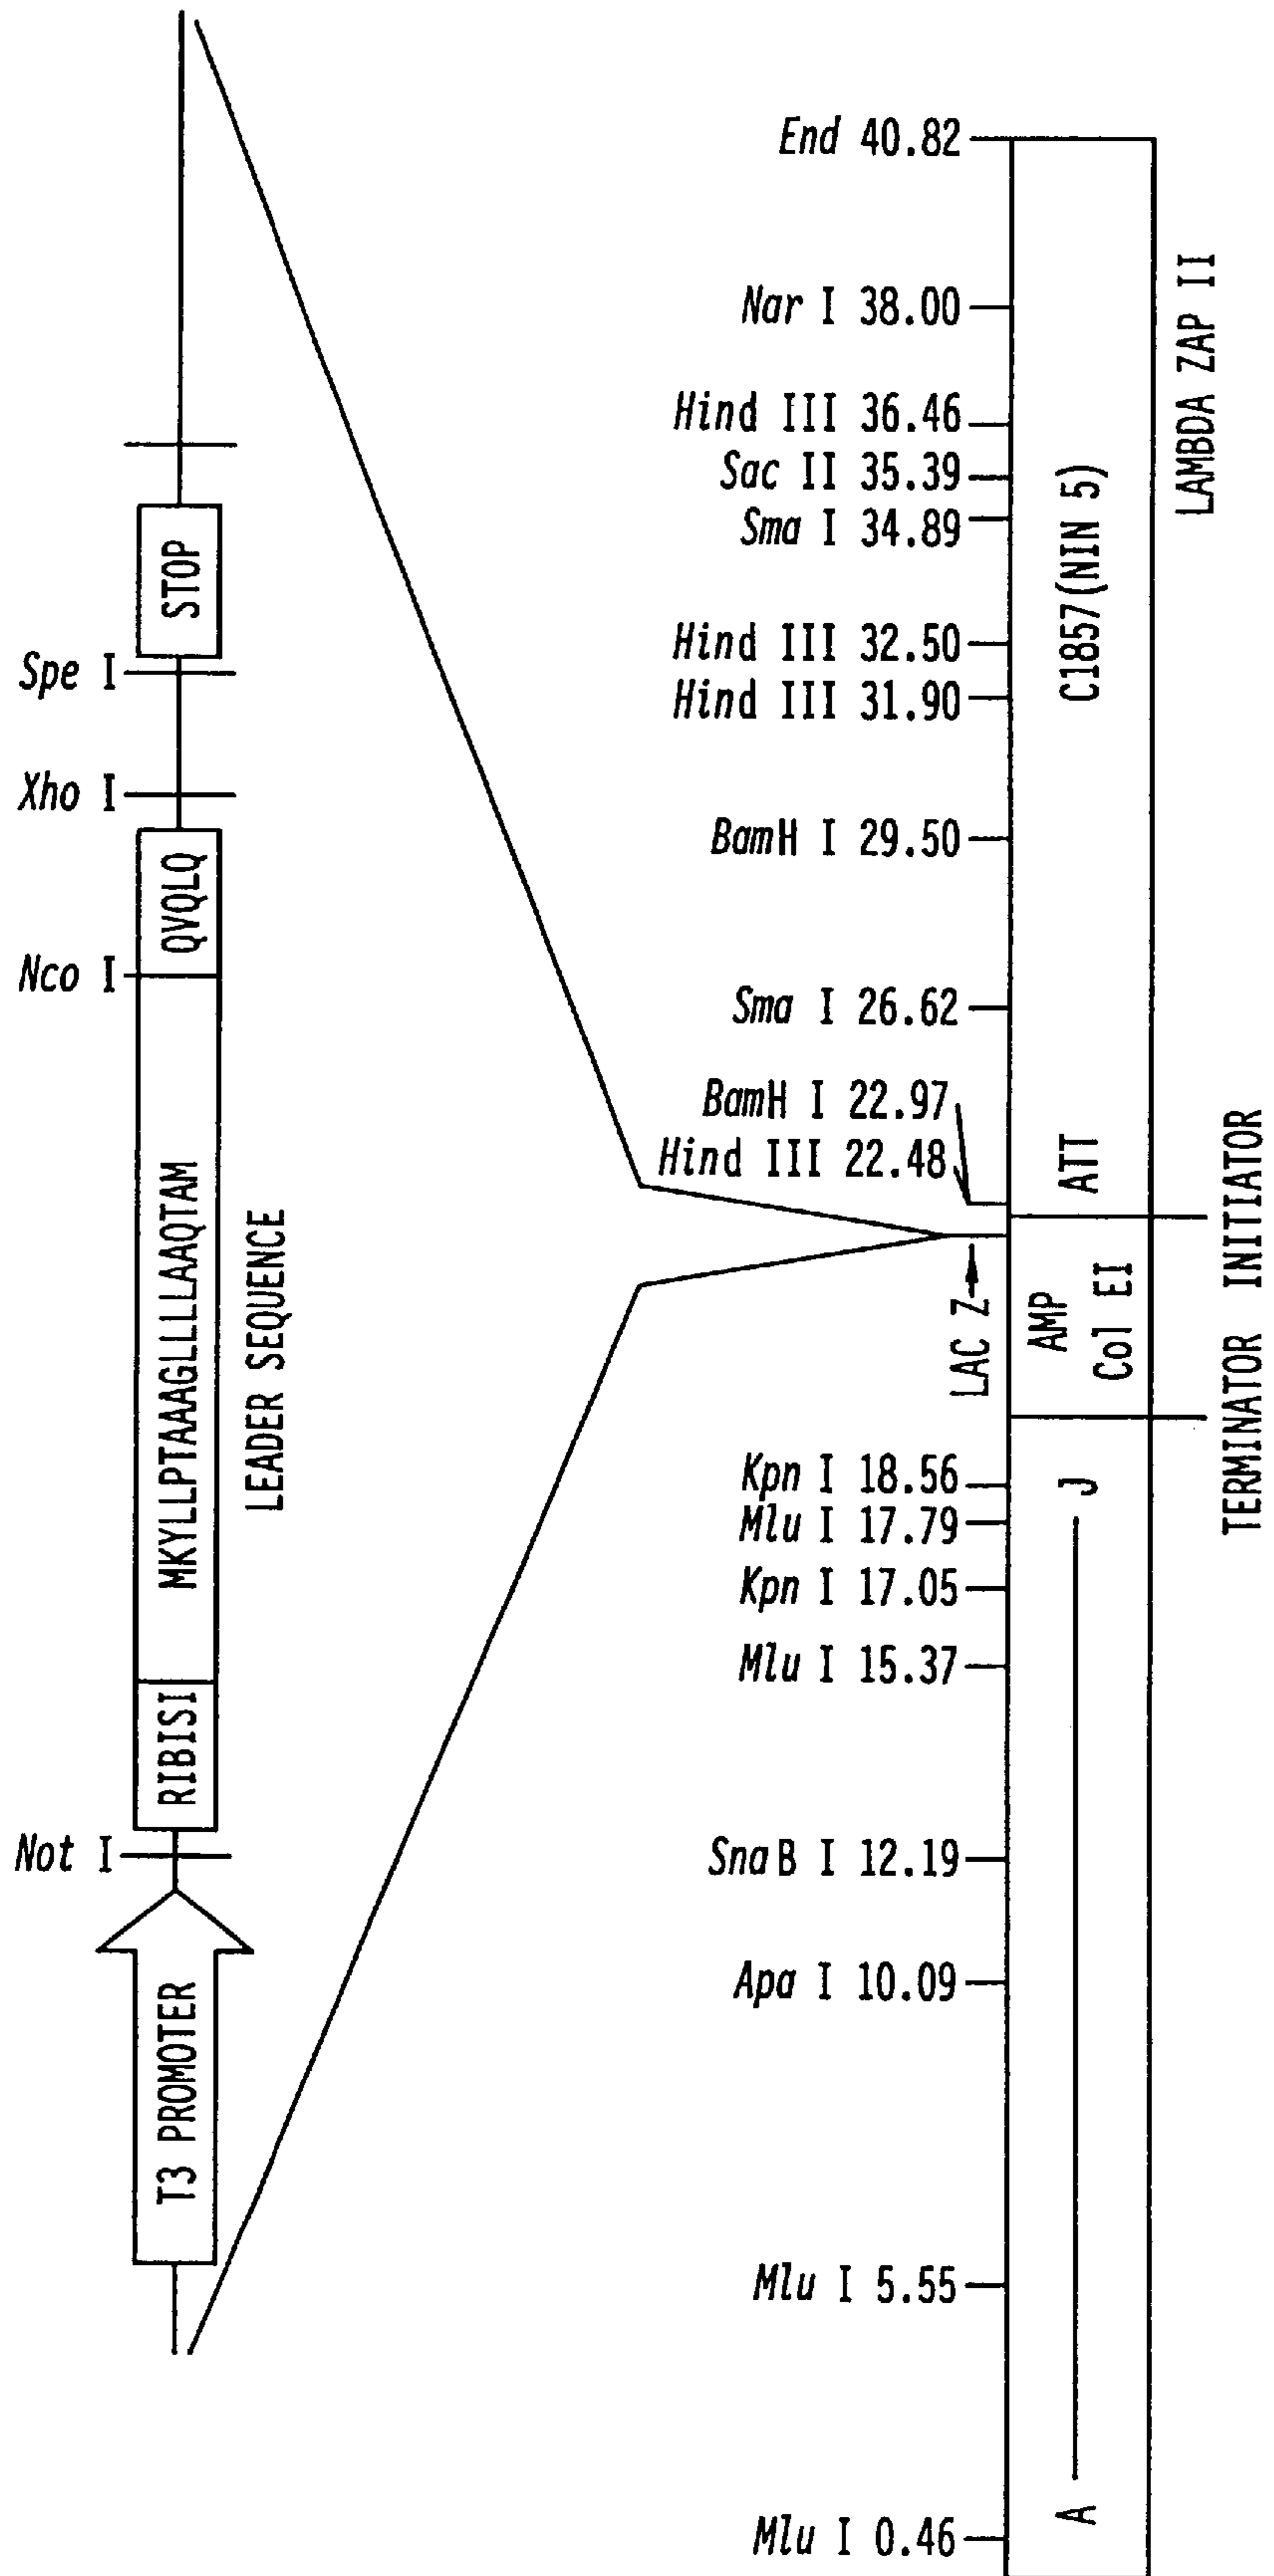 End 40.82
Nar I 38.00
Hind III 36.46
Sac II 35.39
Sma I 34.89
Hind III 32.50
Hind III 31.90
BamH I 29.50
Sma I 26.62
BamH I 22.97
Hind III 22.48
Kpn I 18.56
Mlu I 17.79
Kpn I 17.05
Mlu I 15.37
SnaB I 12.19
Apa I 10.09
Mlu I 5.55
Mlu I 0.46
Spe I
Xho I
Nco I
Not I
T3 PROMOTER
RIBISI
MKYLLPTAAAGLLLLAAQTAM
QVQLQ
STOP
LEADER SEQUENCE
LAC Z
A
J
AMP
Col EI
ATT
C1857(NIN 5)
LAMBDA ZAP II
TERMINATOR
INITIATOR